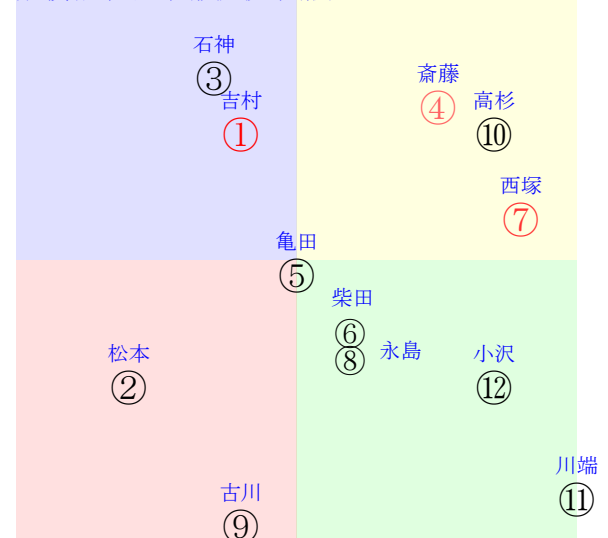 石神
③
斎藤
④
吉村
①
高杉
⑩
西塚
⑦
亀田
⑤
柴田
⑥
⑧
永島
松本
②
小沢
⑫
川端
⑪
古川
⑨